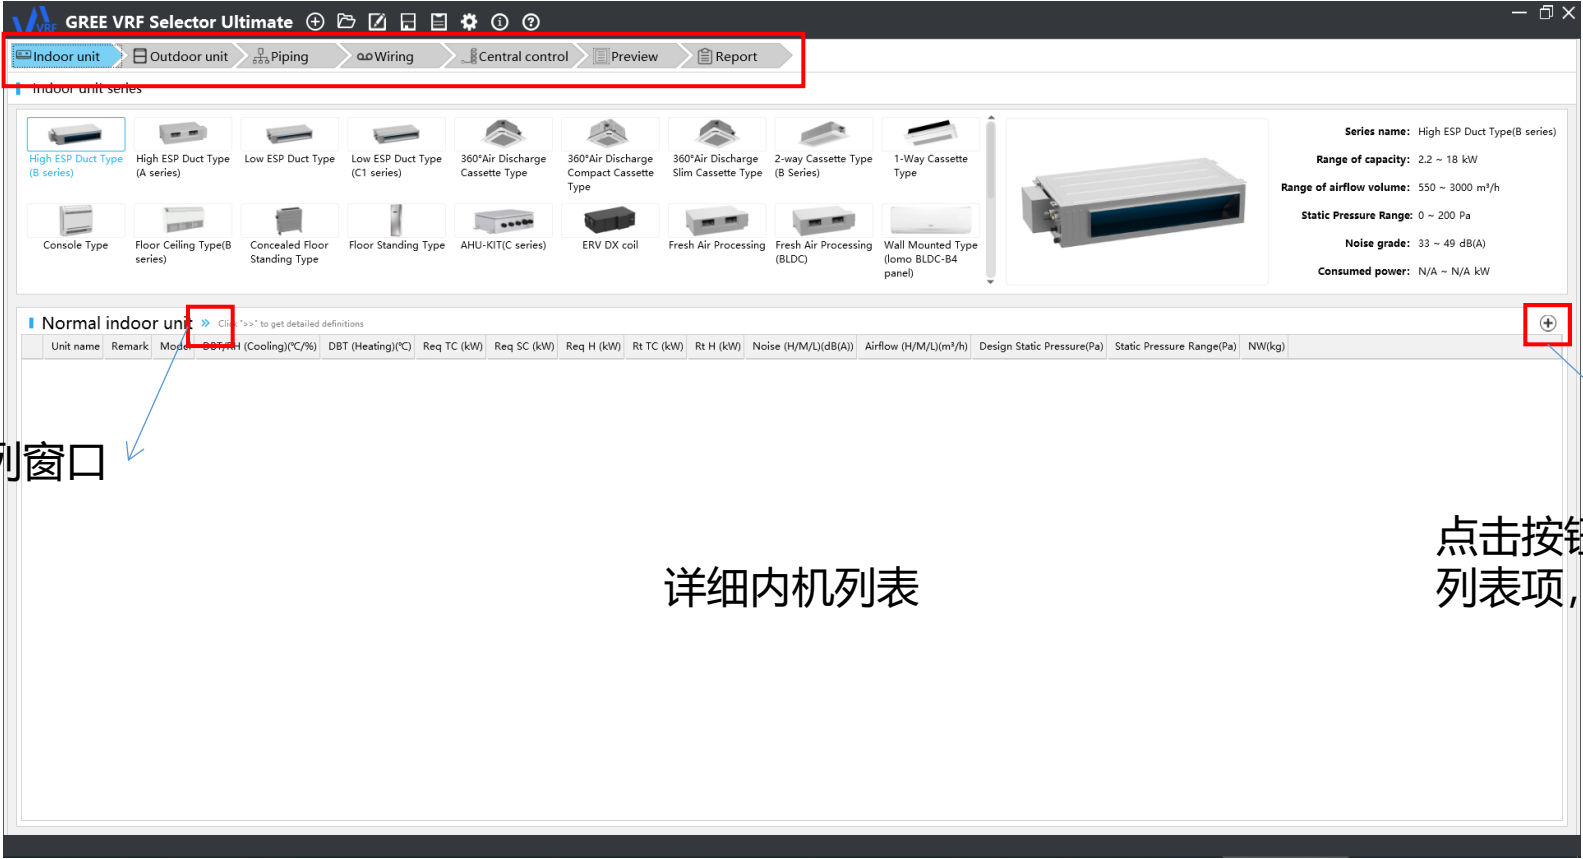 VRF GREE VRF Selector Ultimate
Indoor unit Outdoor unit Piping Wiring Central control Preview Report
Indoor unit series
High ESP Duct Type (B series)
High ESP Duct Type (A series)
Low ESP Duct Type
Low ESP Duct Type (C1 series)
360°Air Discharge Cassette Type
360°Air Discharge Compact Cassette Type
360°Air Discharge Slim Cassette Type
2-way Cassette Type (B Series)
1-Way Cassette Type
Console Type
Floor Ceiling Type(B series)
Concealed Floor Standing Type
Floor Standing Type
AHU-KIT(C series)
ERV DX coil
Fresh Air Processing
Fresh Air Processing (BLDC)
Wall Mounted Type (lomo BLDC-B4 panel)
Series name: High ESP Duct Type(B series)
Range of capacity: 2.2 ~ 18 kW
Range of airflow volume: 550 ~ 3000 m³/h
Static Pressure Range: 0 ~ 200 Pa
Noise grade: 33 ~ 49 dB(A)
Consumed power: N/A ~ N/A kW
Normal indoor unit >> Click ">>" to get detailed definitions
Unit name Remark Model DBT/RH (Cooling)(℃/%) DBT (Heating)(℃) Req TC (kW) Req SC (kW) Req H (kW) Rt TC (kW) Rt H (kW) Noise (H/M/L)(dB(A)) Airflow (H/M/L)(m³/h) Design Static Pressure(Pa) Static Pressure Range(Pa) NW(kg)
列窗口
点击按钮
详细内机列表
列表项，